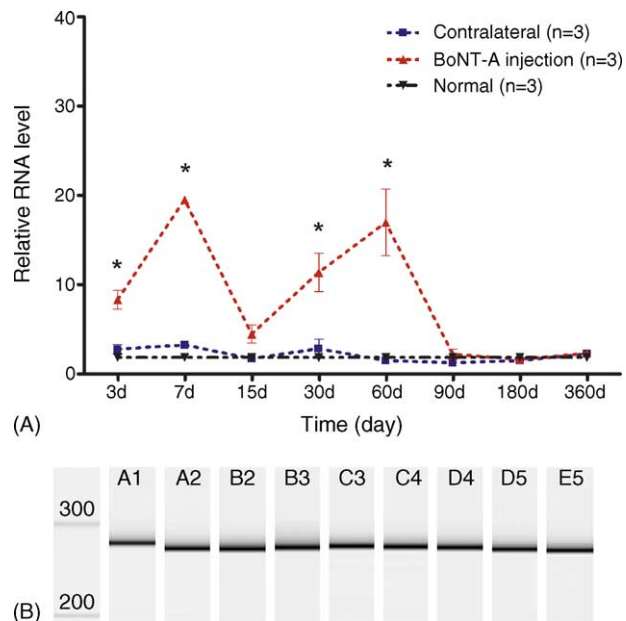 40
30
20
10
0
Relative RNA level
Contralateral (n=3)
BoNT-A injection (n=3)
Normal (n=3)
*
*
*
*
3d 7d 15d 30d 60d 90d 180d 360d
Time (day)
(A)
A1 A2 B2 B3 C3 C4 D4 D5 E5
300
200
(B)